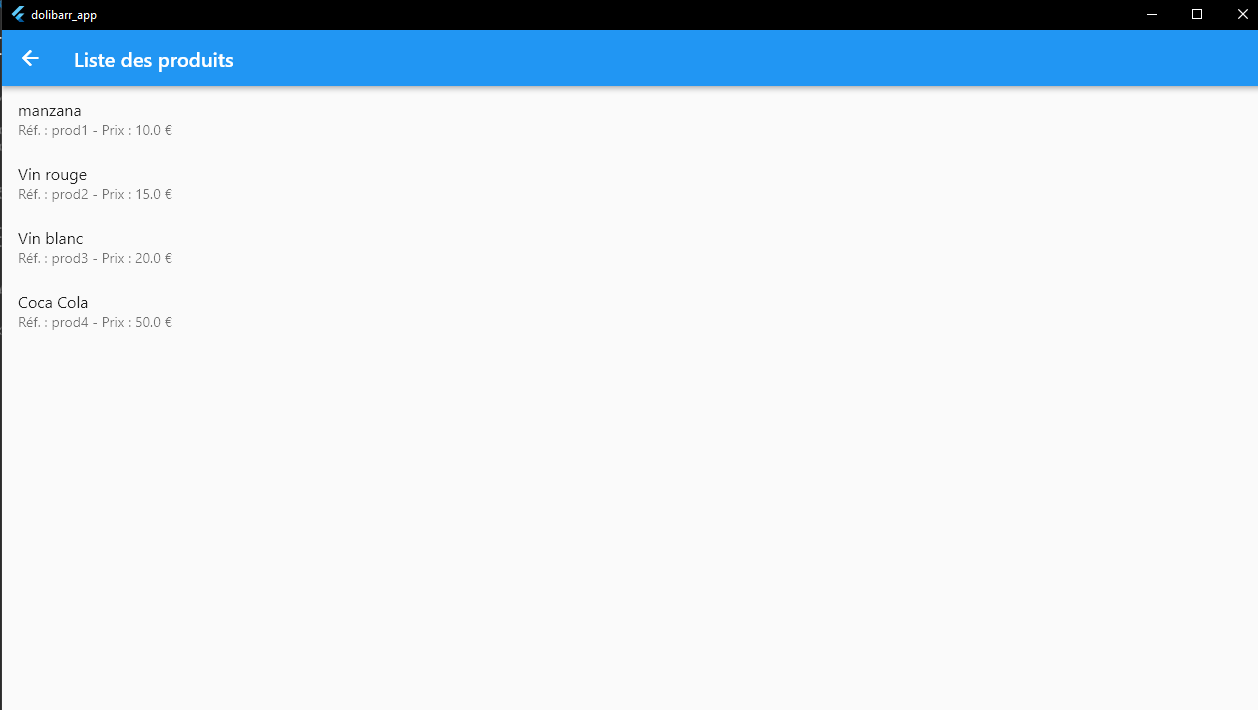 dolibarr_app
Liste des produits
manzana
Réf. : prod1 - Prix : 10.0 €
Vin rouge
Réf. : prod2 - Prix : 15.0 €
Vin blanc
Réf. : prod3 - Prix : 20.0 €
Coca Cola
Réf. : prod4 - Prix : 50.0 €